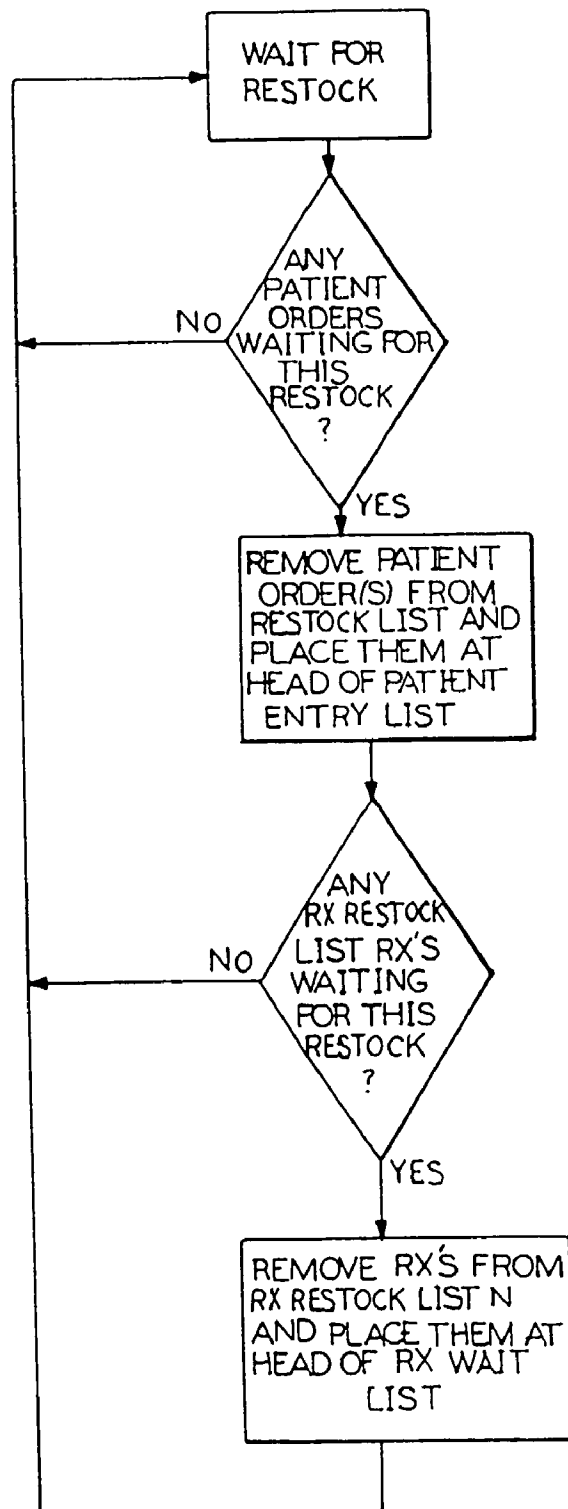 WAIT FOR
RESTOCK
ANY
PATIENT
ORDERS
WAITING FOR
THIS
RESTOCK
?
NO
YES
REMOVE PATIENT
ORDER(S) FROM
RESTOCK LIST AND
PLACE THEM AT
HEAD OF PATIENT
ENTRY LIST
ANY
RX RESTOCK
LIST RX'S
WAITING
FOR THIS
RESTOCK
?
NO
YES
REMOVE RX'S FROM
RX RESTOCK LIST N
AND PLACE THEM AT
HEAD OF RX WAIT
LIST